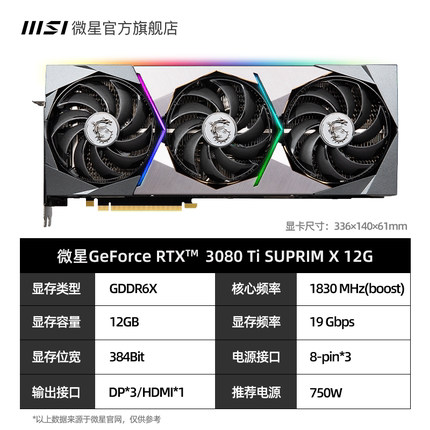 msi 微星官方旗舰店
显卡尺寸：336×140×61mm
微星GeForce RTX™ 3080 Ti SUPRIM X 12G
显存类型 GDDR6X 核心频率 1830 MHz(boost)
显存容量 12GB 显存频率 19 Gbps
显存位宽 384Bit 电源接口 8-pin*3
输出接口 DP*3/HDMI*1 推荐电源 750W
*以上数据来源于微星官网，仅供参考